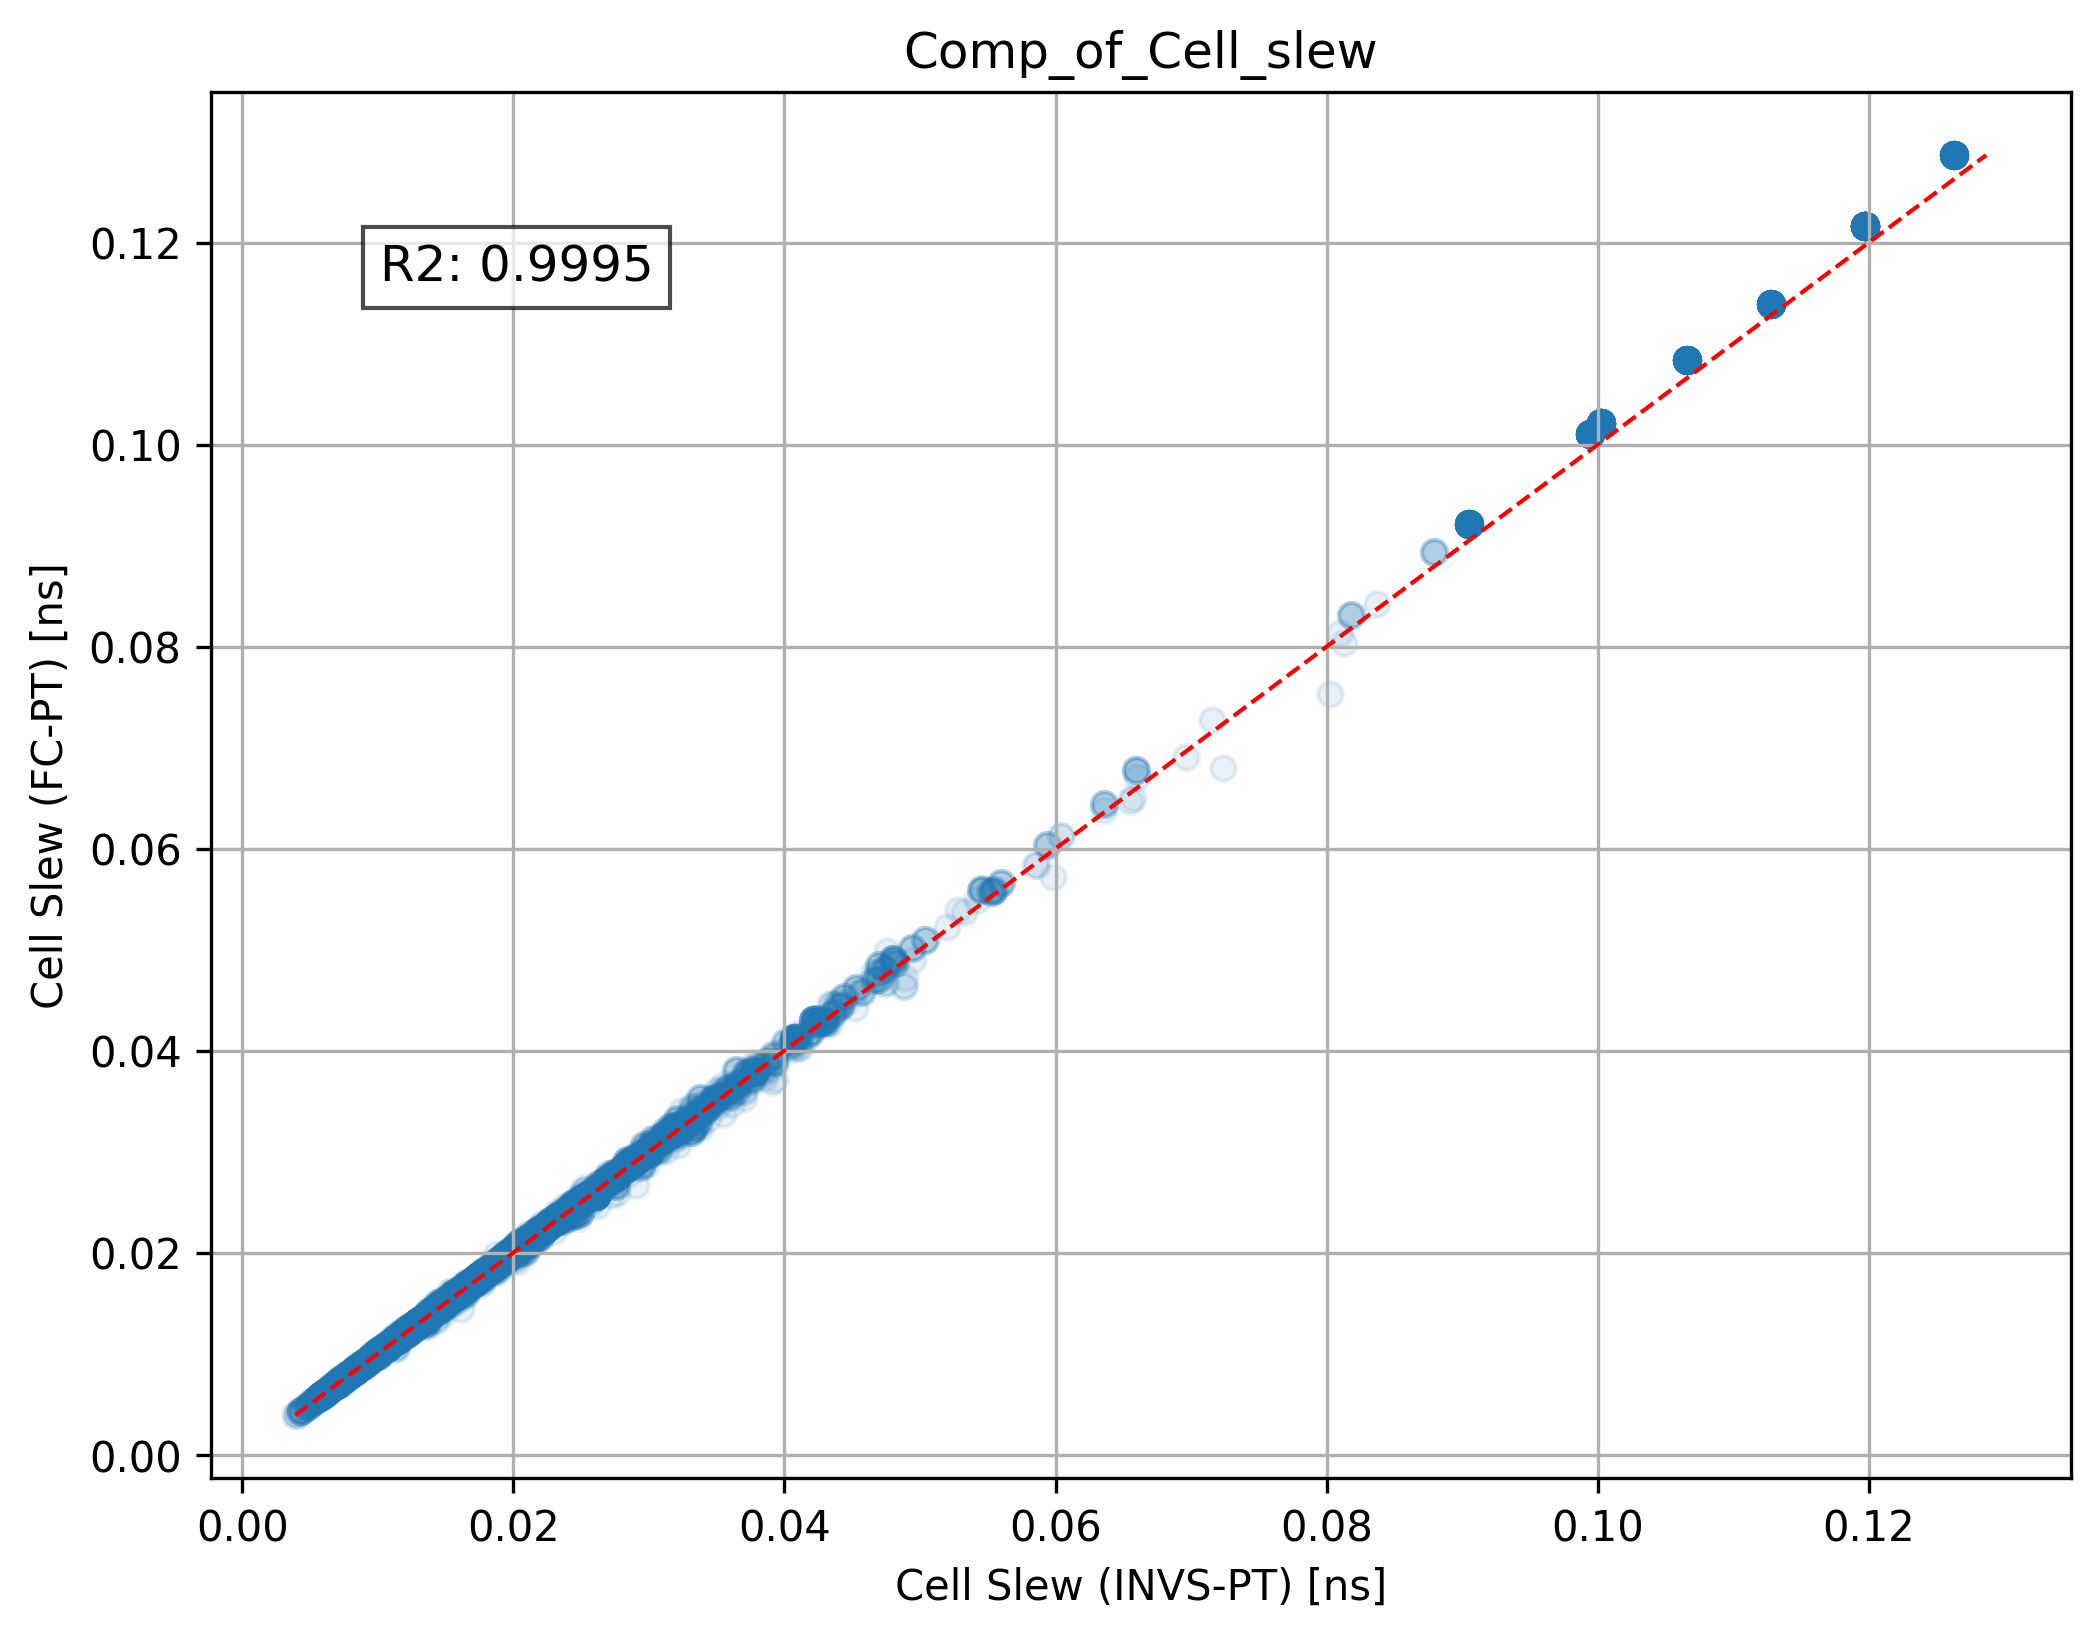 Comp_of_Cell_slew
R2: 0.9995
Cell Slew (FC-PT) [ns]
0.12
0.10
0.08
0.06
0.04
0.02
0.00
0.00 0.02 0.04 0.06 0.08 0.10 0.12
Cell Slew (INVS-PT) [ns]